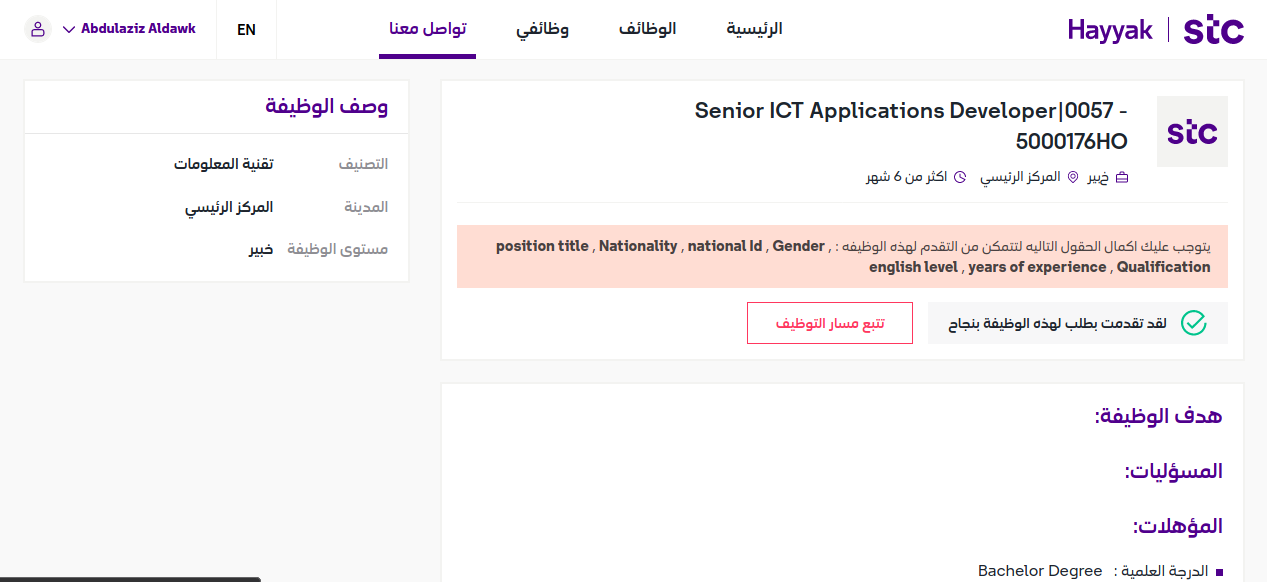 stc
Hayyak
الرئيسية
الوظائف
وظائفي
تواصل معنا
EN
Abdulaziz Aldawk
stc
Senior ICT Applications Developer|0057 -
5000176HO
خبير
المركز الرئيسي
اكثر من 6 شهر
يتوجب عليك اكمال الحقول التاليه لتتمكن من التقدم لهذه الوظيفه : , position title , Nationality , national Id , Gender
english level , years of experience , Qualification
لقد تقدمت بطلب لهذه الوظيفة بنجاح
تتبع مسار التوظيف
هدف الوظيفة:
المسؤليات:
المؤهلات:
الدرجة العلمية : Bachelor Degree
وصف الوظيفة
التصنيف تقنية المعلومات
المدينة المركز الرئيسي
مستوى الوظيفة خبير